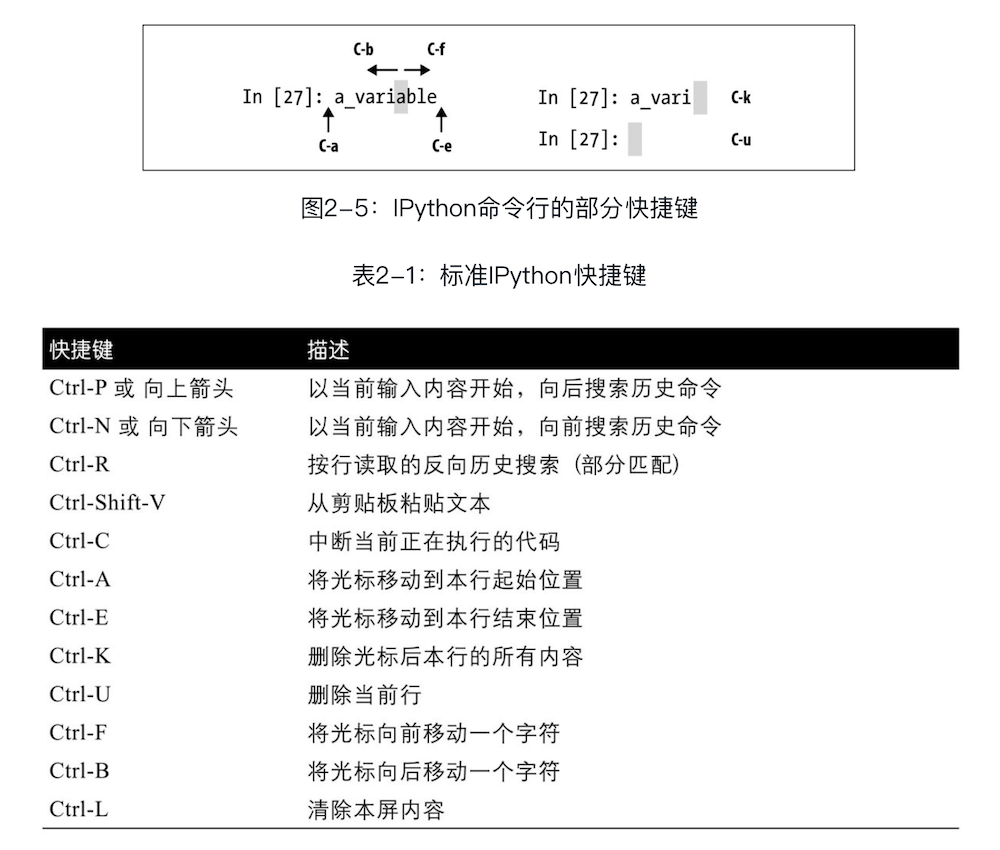 C-b C-f
In [27]: a_variable
C-a C-e
In [27]: a_vari C-k
In [27]: C-u
图2-5：IPython命令行的部分快捷键
表2-1：标准IPython快捷键
快捷键 描述
Ctrl-P 或 向上箭头 以当前输入内容开始，向后搜索历史命令
Ctrl-N 或 向下箭头 以当前输入内容开始，向前搜索历史命令
Ctrl-R 按行读取的反向历史搜索（部分匹配）
Ctrl-Shift-V 从剪贴板粘贴文本
Ctrl-C 中断当前正在执行的代码
Ctrl-A 将光标移动到本行起始位置
Ctrl-E 将光标移动到本行结束位置
Ctrl-K 删除光标后本行的所有内容
Ctrl-U 删除当前行
Ctrl-F 将光标向前移动一个字符
Ctrl-B 将光标向后移动一个字符
Ctrl-L 清除本屏内容